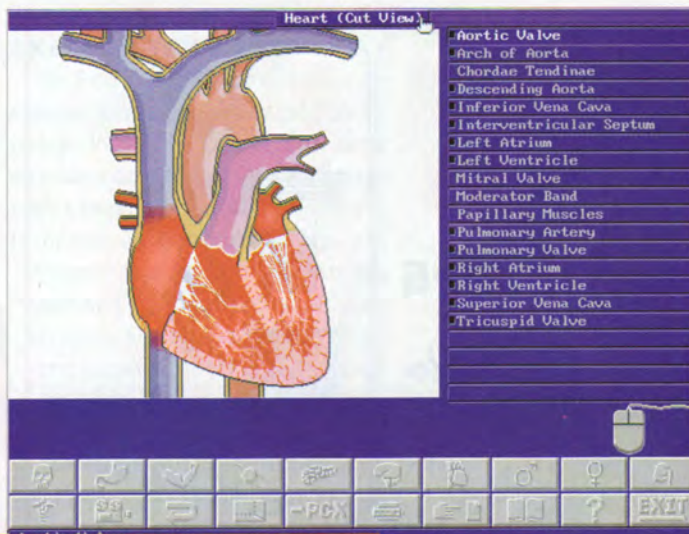 Heart (Cut View)
Aortic Valve
Arch of Aorta
Chordae Tendinae
Descending Aorta
Inferior Vena Cava
Interventricular Septum
Left Atrium
Left Ventricle
Mitral Valve
Moderator Band
Papillary Muscles
Pulmonary Artery
Pulmonary Valve
Right Atrium
Right Ventricle
Superior Vena Cava
Tricuspid Valve
→PCX
?
EXIT